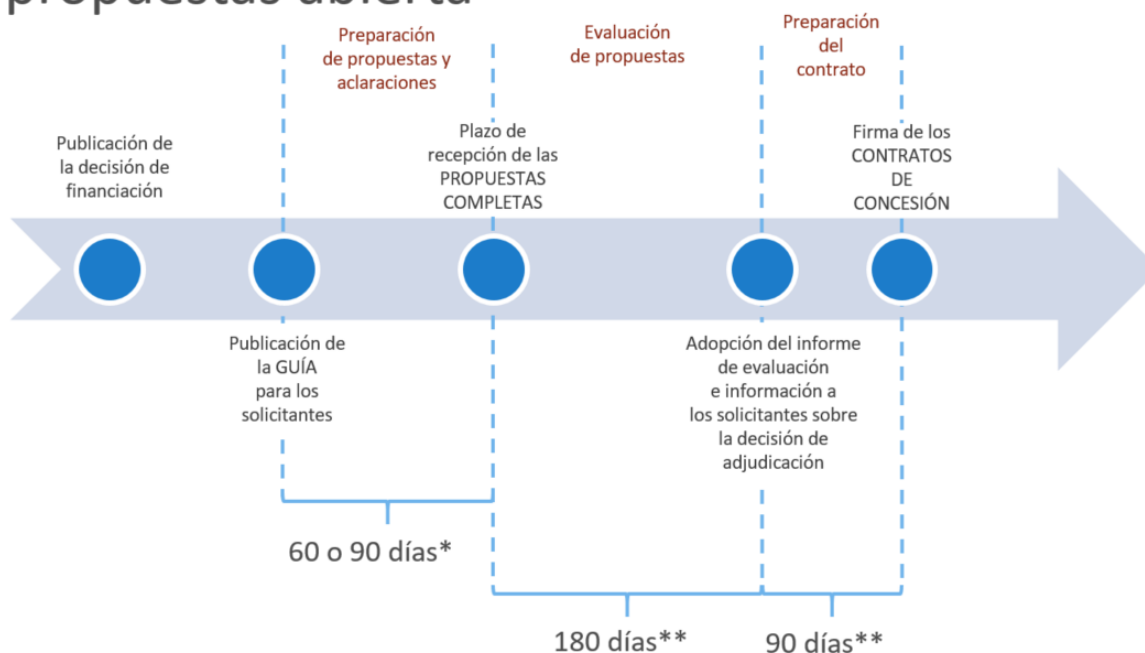 propuestas abierta
Preparación
de propuestas y
aclaraciones
Evaluación
de propuestas
Preparación
del
contrato
Publicación de
la decisión de
financiación
Plazo de
recepción de las
PROPUESTAS
COMPLETAS
Firma de los
CONTRATOS
DE
CONCESIÓN
Publicación de
la GUÍA
para los
solicitantes
Adopción del informe
de evaluación
e información a
los solicitantes sobre
la decisión de
adjudicación
60 o 90 días*
180 días**
90 días**